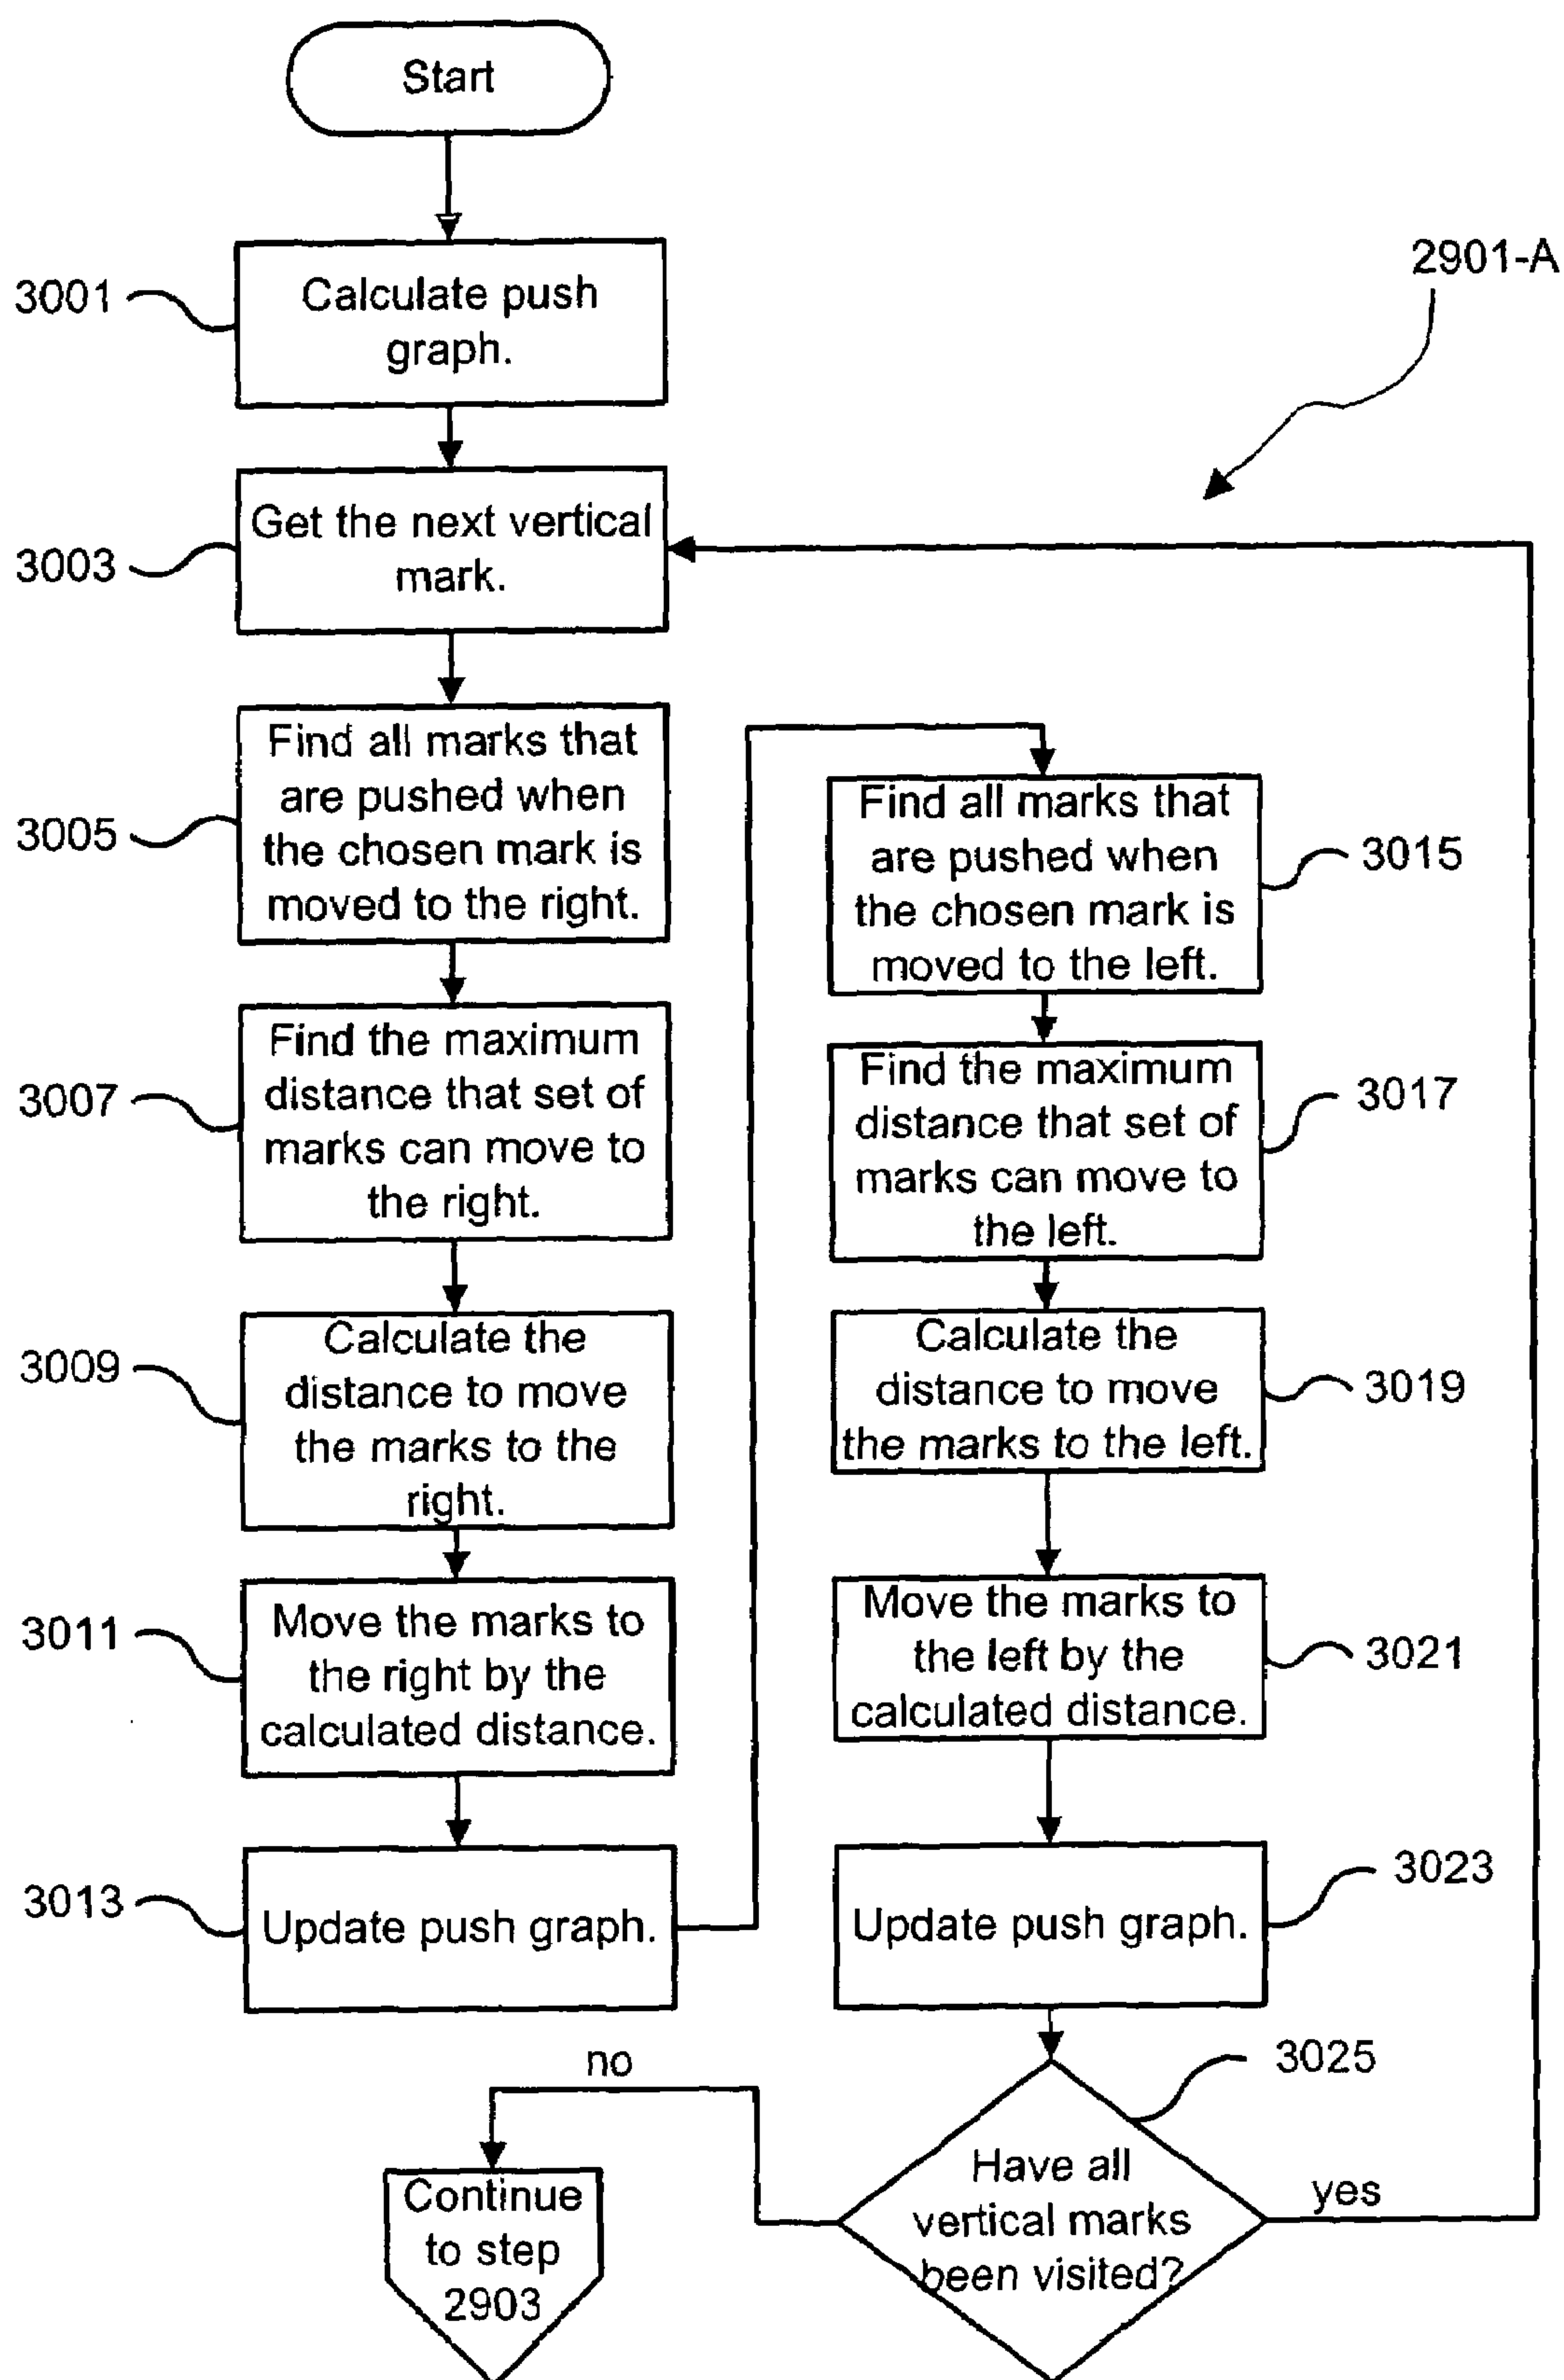 Start
2901-A
3001
Calculate push
graph.
3003
Get the next vertical
mark.
3005
Find all marks that
are pushed when
the chosen mark is
moved to the right.
3007
Find the maximum
distance that set of
marks can move to
the right.
3009
Calculate the
distance to move
the marks to the
right.
3011
Move the marks to
the right by the
calculated distance.
3013
Update push graph.
Find all marks that
are pushed when
the chosen mark is
moved to the left.
3015
Find the maximum
distance that set of
marks can move to
the left.
3017
Calculate the
distance to move
the marks to the left.
3019
Move the marks to
the left by the
calculated distance.
3021
Update push graph.
3023
3025
Have all
vertical marks
been visited?
yes
no
Continue
to step
2903